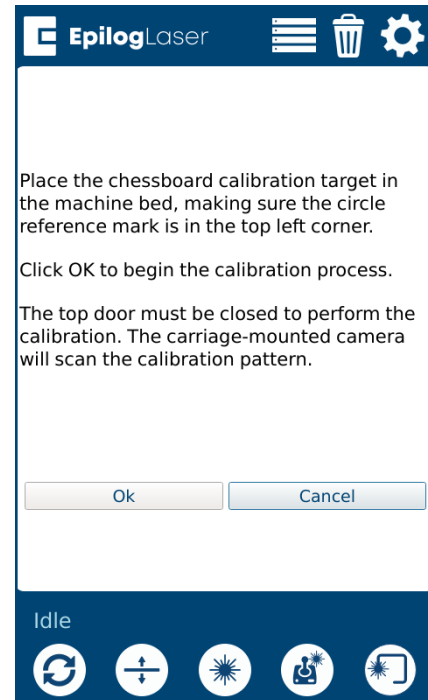 EpilogLaser
Place the chessboard calibration target in
the machine bed, making sure the circle
reference mark is in the top left corner.
Click OK to begin the calibration process.
The top door must be closed to perform the
calibration. The carriage-mounted camera
will scan the calibration pattern.
Ok
Cancel
Idle